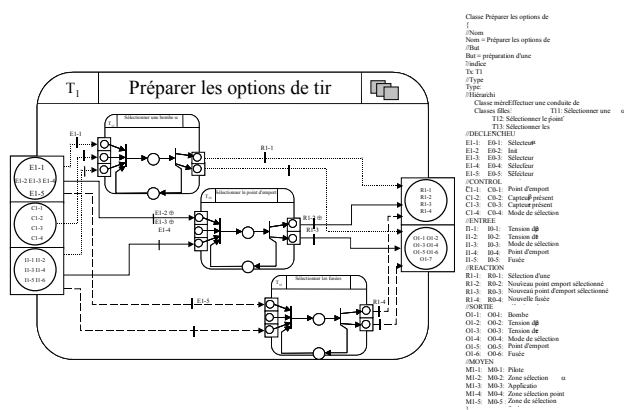 T1
Préparer les options de tir
Sélectionner une bombe α
E1-1
R1-1
E1-1
E1-2 E1-3 E1-4
E1-5
C1-1
C1-2
C1-3
C1-4
I1-1 I1-2
I1-3 I1-4
I1-5 I1-6
Sélectionner le point d'emport
E1-2 ⊕
E1-3 ⊕
E1-4
R1-2 ⊕
R1-3
R1-1
R1-2
R1-3
R1-4
O1-1 O1-2
O1-3 O1-4
O1-5 O1-6
O1-7
Sélectionner les fusées
E1-5
R1-4
Classe Préparer les options de
{
//Nom
Nom = Préparer les options de
//But
But = préparation d'une
//indice
Tx T1
//Type
Type:
//Hiérarchi
Classe mèreEffectuer une conduite de
Classes filles: T11: Sélectionner une α
T12: Sélectionner le point
T13: Sélectionner les
//DECLENCHEU
E1-1: E0-1: Sélecteur
E1-2 E0-2: Init
E1-3: E0-3: Sélecteur
E1-4 E0-4: Sélecteur
E1-5: E0-5: Sélecteur
//CONTROL
C1-1: C0-1: Point d'emport
C1-2: C0-2: Capteur présent
C1-3: C0-3: Capteur présent
C1-4 C0-4: Mode de sélection
//ENTREE
I1-1: I0-1: Tension dβ
I1-2: I0-2: Tension de
I1-3: I0-3: Mode de sélection
I1-4: I0-4: Point d'emport
I1-5: I0-5: Fusée
//REACTION
R1-1: R0-1: Sélection d'une
R1-2: R0-2: Nouveau point emport sélectionné
R1-3: R0-3: Nouveau point d'emport sélectionné
R1-4: R0-4: Nouvelle fusée
//SORTIE
O1-1: O0-1: Bombe
O1-2: O0-2: Tension dβ
O1-3: O0-3: Tension de
O1-4: O0-4: Mode de sélection
O1-5: O0-5: Point d'emport
O1-6: O0-6: Fusée
//MOYEN
M1-1: M0-1: Pilote
M1-2: M0-2: Zone sélection α
M1-3: M0-3: Applicatio
M1-4: M0-4: Zone sélection point
M1-5: M0-5: Zone de sélection